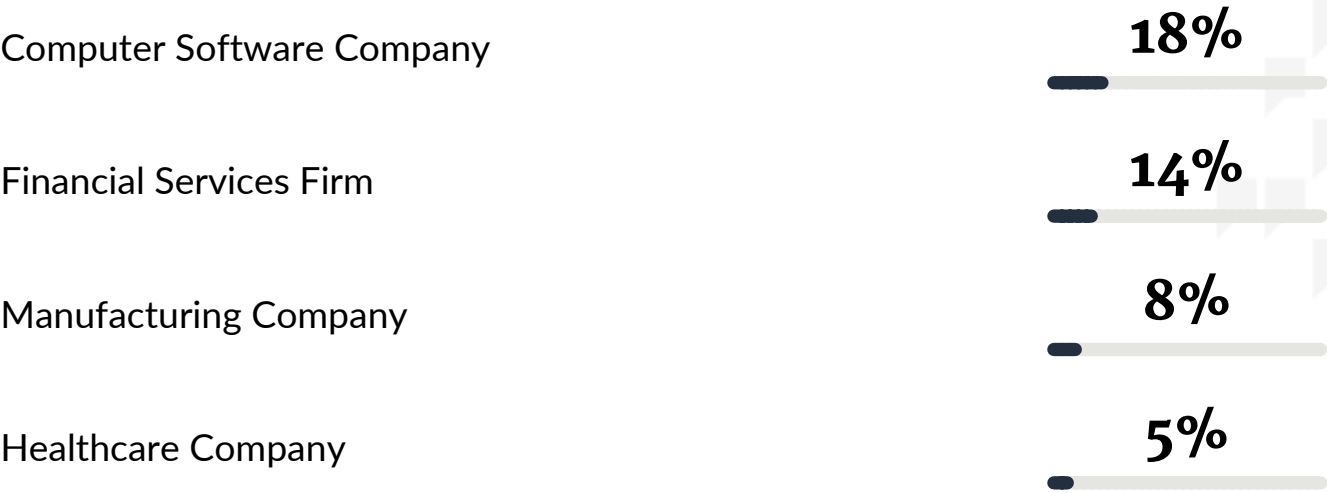 Computer Software Company 18%
Financial Services Firm 14%
Manufacturing Company 8%
Healthcare Company 5%